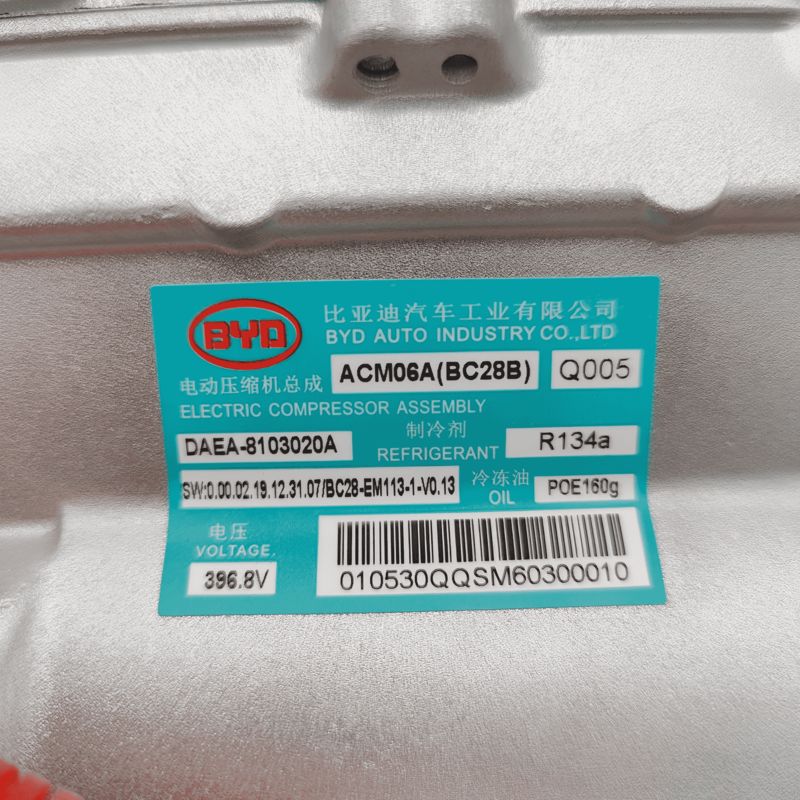 BYD
比亚迪汽车工业有限公司
BYD AUTO INDUSTRY CO.,LTD
电动压缩机总成 ACM06A(BC28B) Q005
ELECTRIC COMPRESSOR ASSEMBLY
DAEA-8103020A 制冷剂 REFRIGERANT R134a
SW:0.00.02.19.12.31.07/BC28-EM113-1-V0.13 冷冻油 OIL POE160g
电压
VOLTAGE.
396.8V
010530QQSM60300010